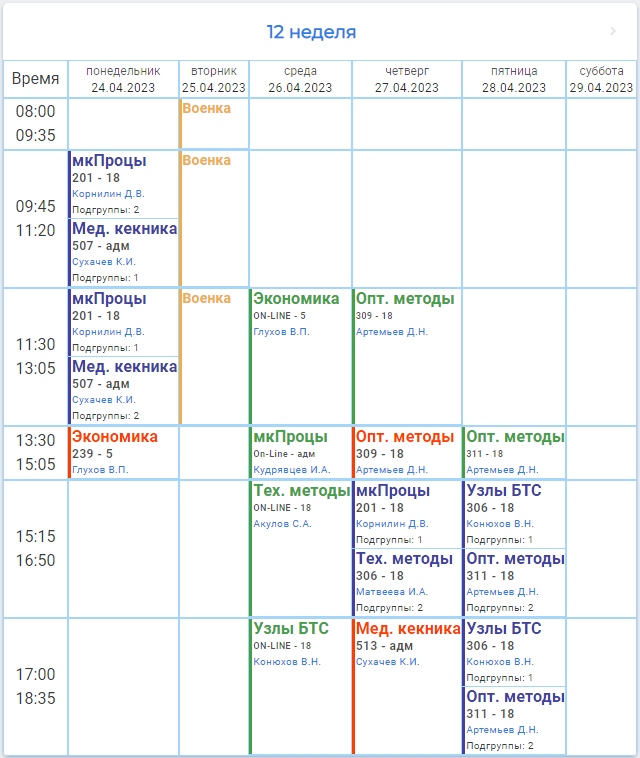 12 неделя
Время
понедельник
24.04.2023
вторник
25.04.2023
среда
26.04.2023
четверг
27.04.2023
пятница
28.04.2023
суббота
29.04.2023
08:00
09:35
Военка
09:45
11:20
мкПроцы
201 - 18
Корнилин Д.В.
Подгруппы: 2
Мед. кекника
507 - адм
Сухачев К.И.
Подгруппы: 1
Военка
11:30
13:05
мкПроцы
201 - 18
Корнилин Д.В.
Подгруппы: 1
Мед. кекника
507 - адм
Сухачев К.И.
Подгруппы: 2
Военка
Экономика
ON-LINE - 5
Глухов В.П.
Опт. методы
309 - 18
Артемьев Д.Н.
13:30
15:05
Экономика
239 - 5
Глухов В.П.
мкПроцы
On-Line - адм
Кудрявцев И.А.
Опт. методы
309 - 18
Артемьев Д.Н.
Опт. методы
311 - 18
Артемьев Д.Н.
15:15
16:50
Тех. методы
ON-LINE - 18
Акулов С.А.
мкПроцы
201 - 18
Корнилин Д.В.
Подгруппы: 1
Тех. методы
306 - 18
Матвеева И.А.
Подгруппы: 2
Узлы БТС
306 - 18
Конюхов В.Н.
Подгруппы: 1
Опт. методы
311 - 18
Артемьев Д.Н.
Подгруппы: 2
17:00
18:35
Узлы БТС
ON-LINE - 18
Конюхов В.Н.
Мед. кекника
513 - адм
Сухачев К.И.
Узлы БТС
306 - 18
Конюхов В.Н.
Подгруппы: 1
Опт. методы
311 - 18
Артемьев Д.Н.
Подгруппы: 2